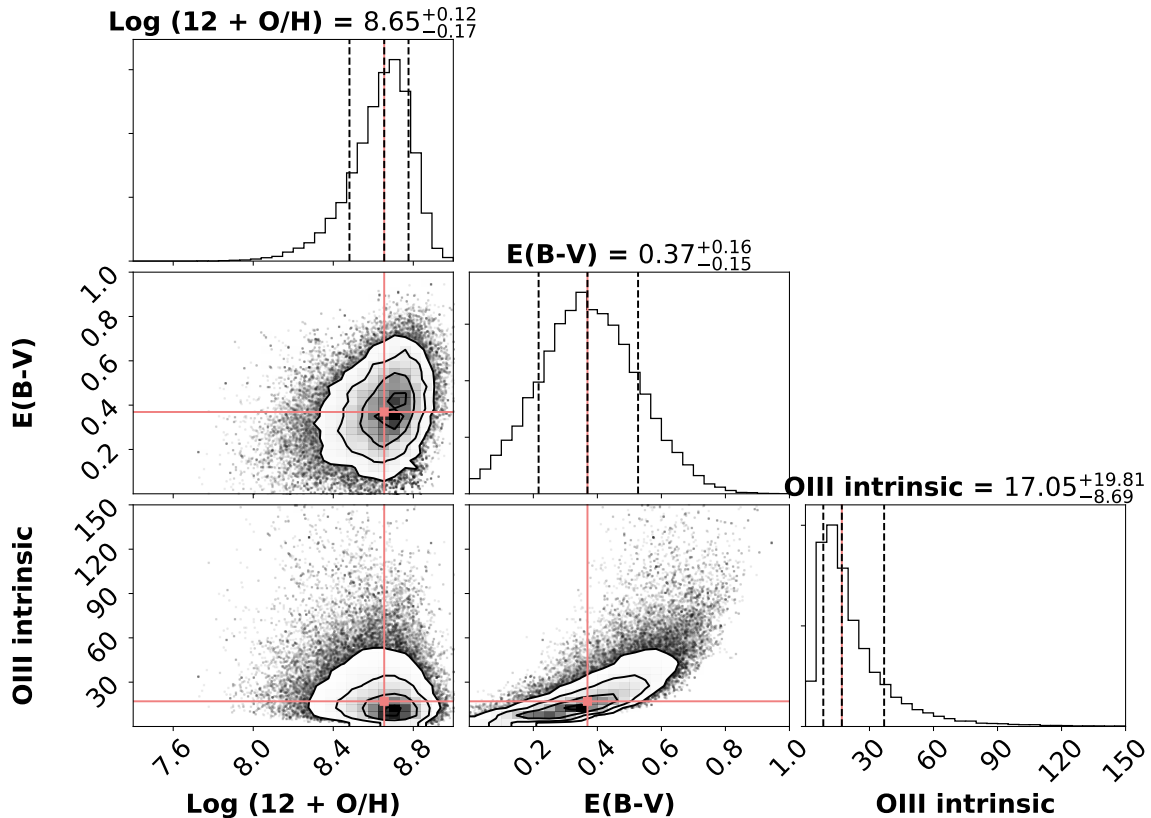 Log (12 + O/H) = 8.65+0.12−0.17
E(B-V) = 0.37+0.16−0.15
OIII intrinsic = 17.05+19.81−8.69
E(B-V)
1.0
0.8
0.6
0.4
0.2
OIII intrinsic
150
120
90
60
30
7.6 8.0 8.4 8.8
0.2 0.4 0.6 0.8 1.0
30 60 90 120 150
Log (12 + O/H)
E(B-V)
OIII intrinsic